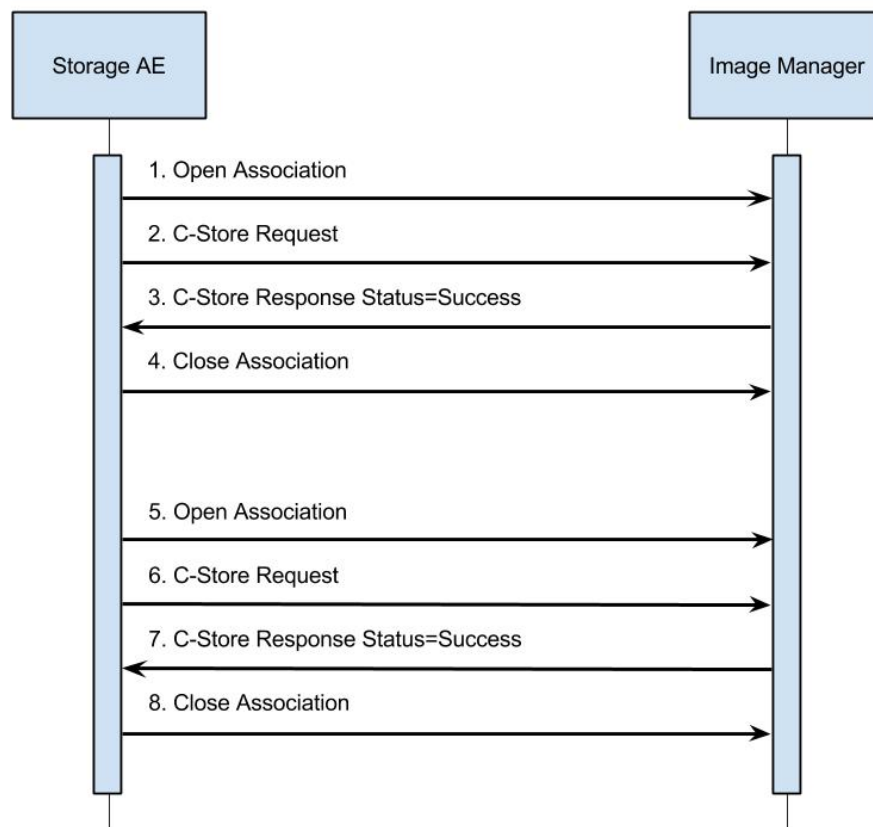 Storage AE
Image Manager
1. Open Association
2. C-Store Request
3. C-Store Response Status=Success
4. Close Association
5. Open Association
6. C-Store Request
7. C-Store Response Status=Success
8. Close Association